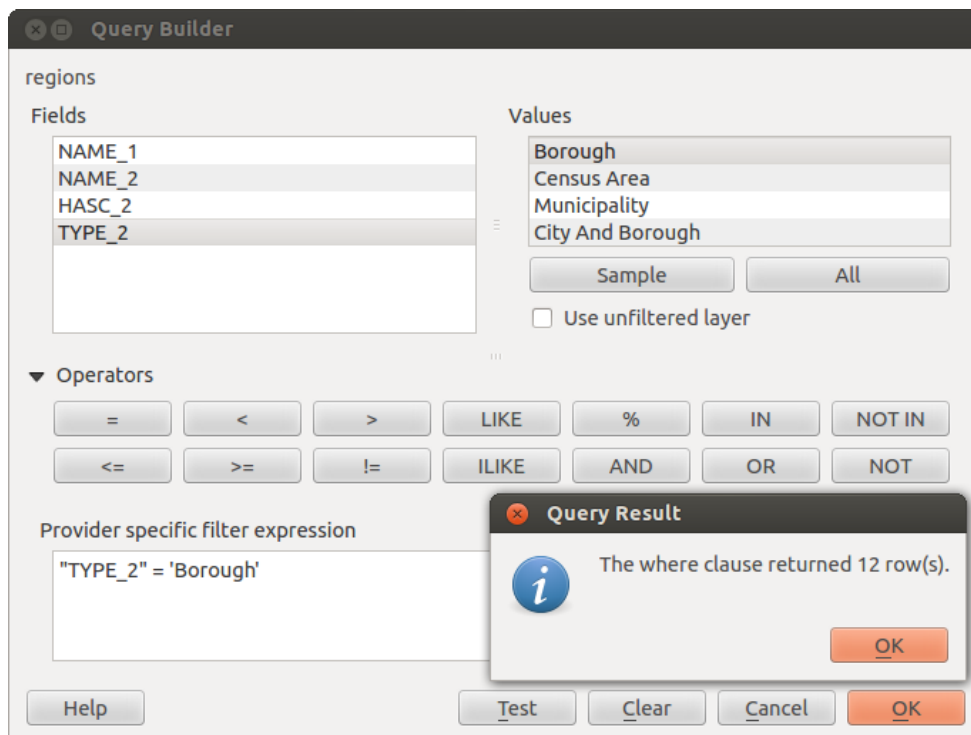 Query Builder
regions
Fields
NAME_1
NAME_2
HASC_2
TYPE_2
Values
Borough
Census Area
Municipality
City And Borough
Sample All
Use unfiltered layer
Operators
= < > LIKE % IN NOT IN
<= >= != ILIKE AND OR NOT
Provider specific filter expression
"TYPE_2" = 'Borough'
Query Result
The where clause returned 12 row(s).
OK
Help Test Clear Cancel OK